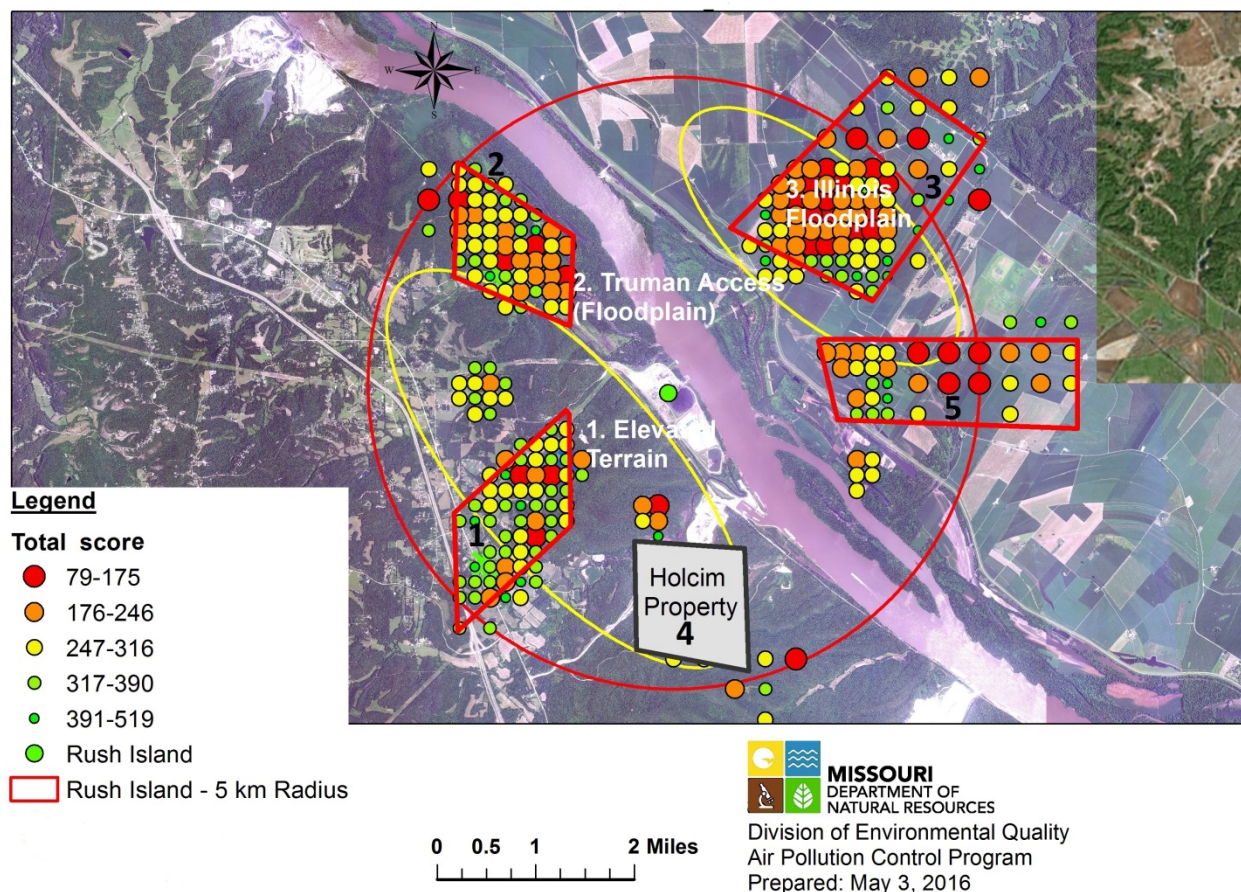 N
W
E
S
2
3
3. Illinois
Floodplain
2. Truman Access
(Floodplain)
5
1. Elevated
Terrain
1
Holcim
Property
4
Legend
Total score
79-175
176-246
247-316
317-390
391-519
Rush Island
Rush Island - 5 km Radius
0 0.5 1 2 Miles
MISSOURI
DEPARTMENT OF
NATURAL RESOURCES
Division of Environmental Quality
Air Pollution Control Program
Prepared: May 3, 2016